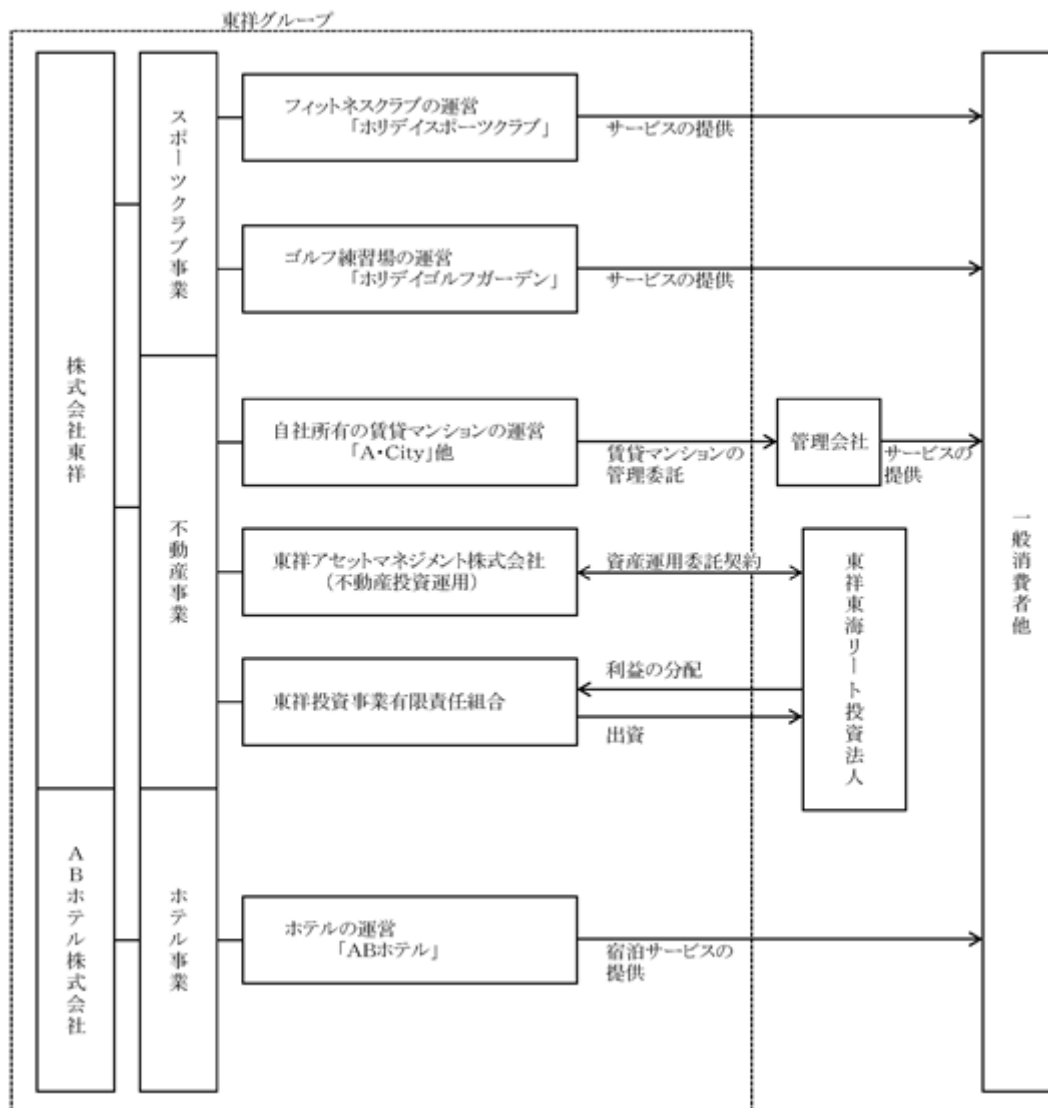 東祥グループ
株式会社東祥
ABホテル株式会社
スポーツクラブ事業
不動産事業
ホテル事業
フィットネスクラブの運営
「ホリデイスポーツクラブ」
サービスの提供
ゴルフ練習場の運営
「ホリデイゴルフガーデン」
サービスの提供
自社所有の賃貸マンションの運営
「A・City」他
賃貸マンションの
管理委託
管理会社
サービスの
提供
東祥アセットマネジメント株式会社
(不動産投資運用)
資産運用委託契約
東祥投資事業有限責任組合
利益の分配
出資
東祥東海リート投資法人
ホテルの運営
「ABホテル」
宿泊サービスの
提供
一般消費者他